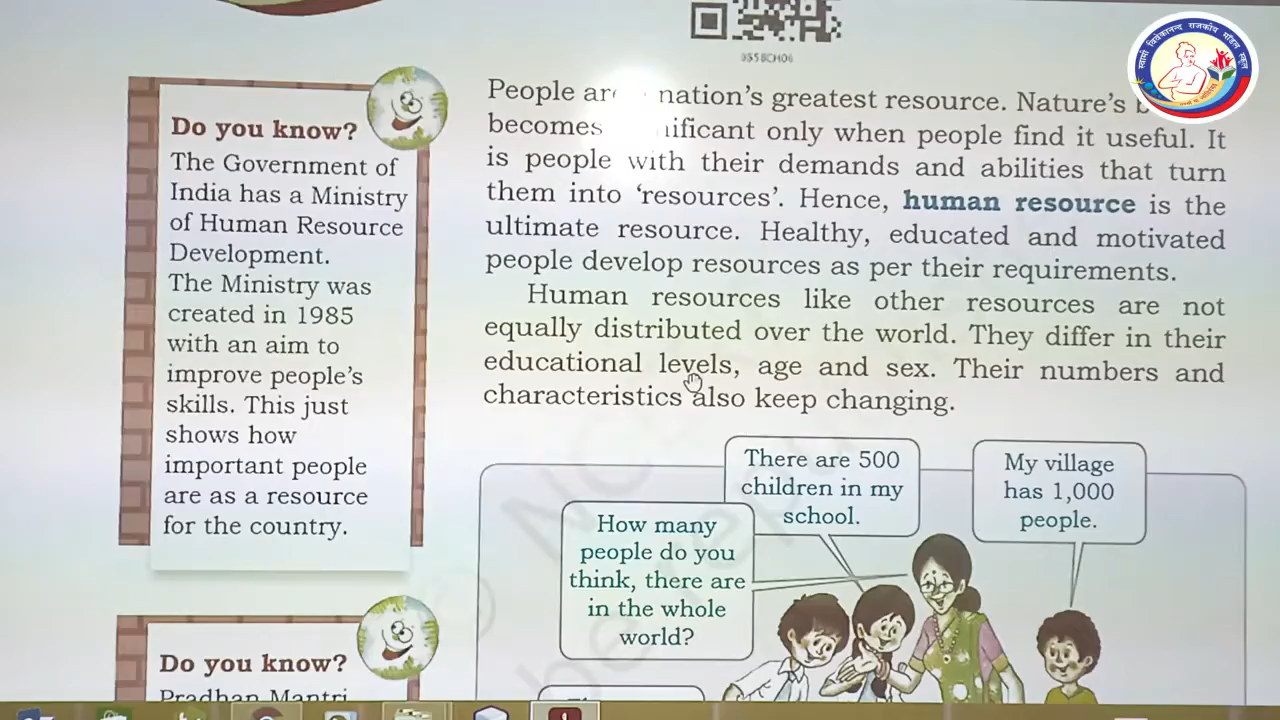 0858CH06
स्वामी विवेकानन्द राजकीय मॉडल स्कूल
Do you know?
The Government of
India has a Ministry
of Human Resource
Development.
The Ministry was
created in 1985
with an aim to
improve people's
skills. This just
shows how
important people
are as a resource
for the country.
Do you know?
Pradhan Mantri
People are nation's greatest resource. Nature's
becomes only when people find it useful. It
is people with their demands and abilities that turn
them into ‘resources’. Hence, human resource is the
ultimate resource. Healthy, educated and motivated
people develop resources as per their requirements.
Human resources like other resources are not
equally distributed over the world. They differ in their
educational levels, age and sex. Their numbers and
characteristics also keep changing.
There are 500
children in my
school.
My village
has 1,000
people.
How many
people do you
think, there are
in the whole
world?